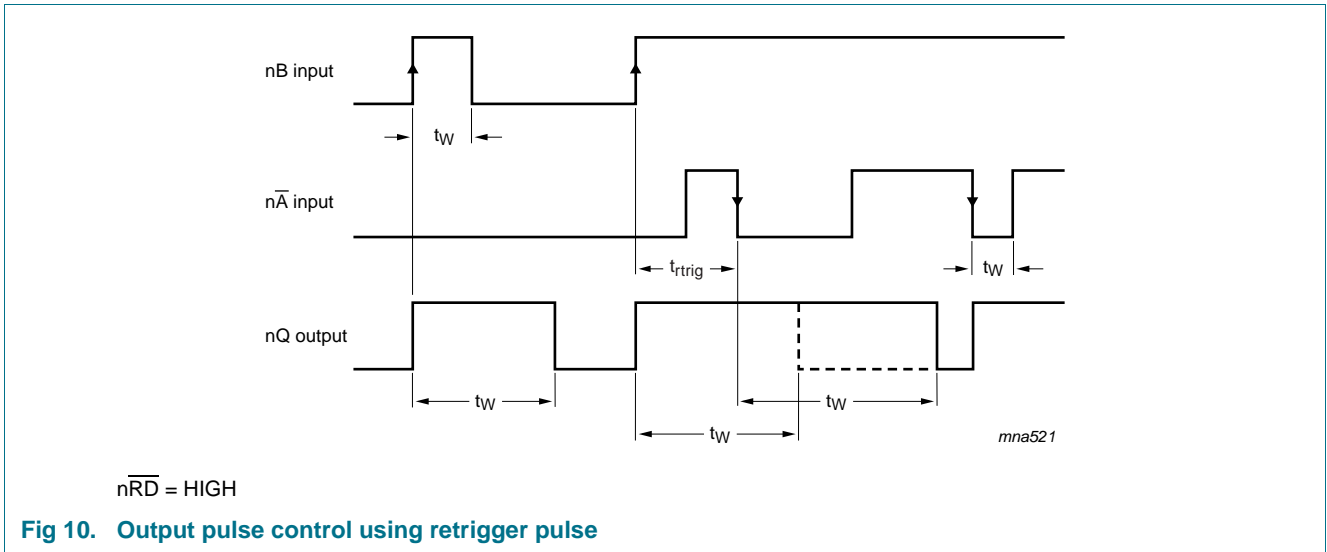 nB input
tW
nA̅ input
trtrig
tW
nQ output
tW
tW
tW
mna521
nR̅D̅ = HIGH
Fig 10. Output pulse control using retrigger pulse